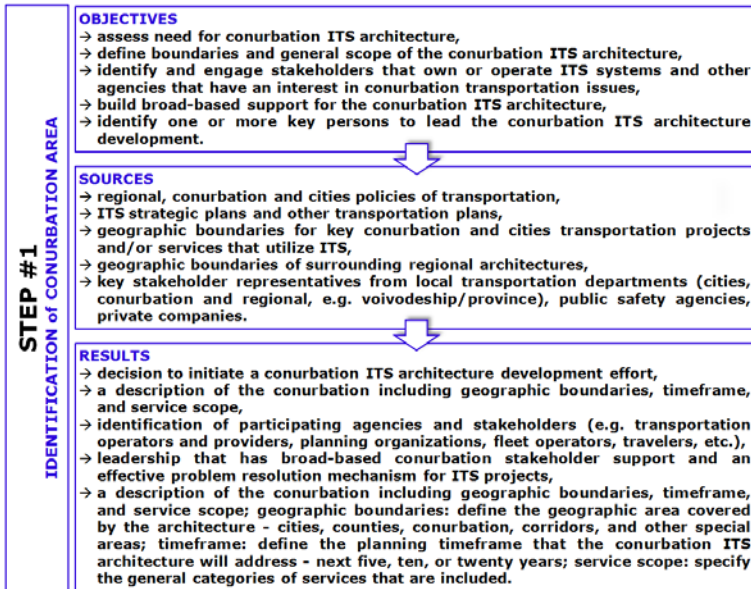 STEP #1
IDENTIFICATION of CONURBATION AREA
OBJECTIVES
→ assess need for conurbation ITS architecture,
→ define boundaries and general scope of the conurbation ITS architecture,
→ identify and engage stakeholders that own or operate ITS systems and other
agencies that have an interest in conurbation transportation issues,
→ build broad-based support for the conurbation ITS architecture,
→ identify one or more key persons to lead the conurbation ITS architecture
development.
SOURCES
→ regional, conurbation and cities policies of transportation,
→ ITS strategic plans and other transportation plans,
→ geographic boundaries for key conurbation and cities transportation projects
and/or services that utilize ITS,
→ geographic boundaries of surrounding regional architectures,
→ key stakeholder representatives from local transportation departments (cities,
conurbation and regional, e.g. voivodeship/province), public safety agencies,
private companies.
RESULTS
→ decision to initiate a conurbation ITS architecture development effort,
→ a description of the conurbation including geographic boundaries, timeframe,
and service scope,
→ identification of participating agencies and stakeholders (e.g. transportation
operators and providers, planning organizations, fleet operators, travelers, etc.),
→ leadership that has broad-based conurbation stakeholder support and an
effective problem resolution mechanism for ITS projects,
→ a description of the conurbation including geographic boundaries, timeframe,
and service scope; geographic boundaries: define the geographic area covered
by the architecture - cities, counties, conurbation, corridors, and other special
areas; timeframe: define the planning timeframe that the conurbation ITS
architecture will address - next five, ten, or twenty years; service scope: specify
the general categories of services that are included.